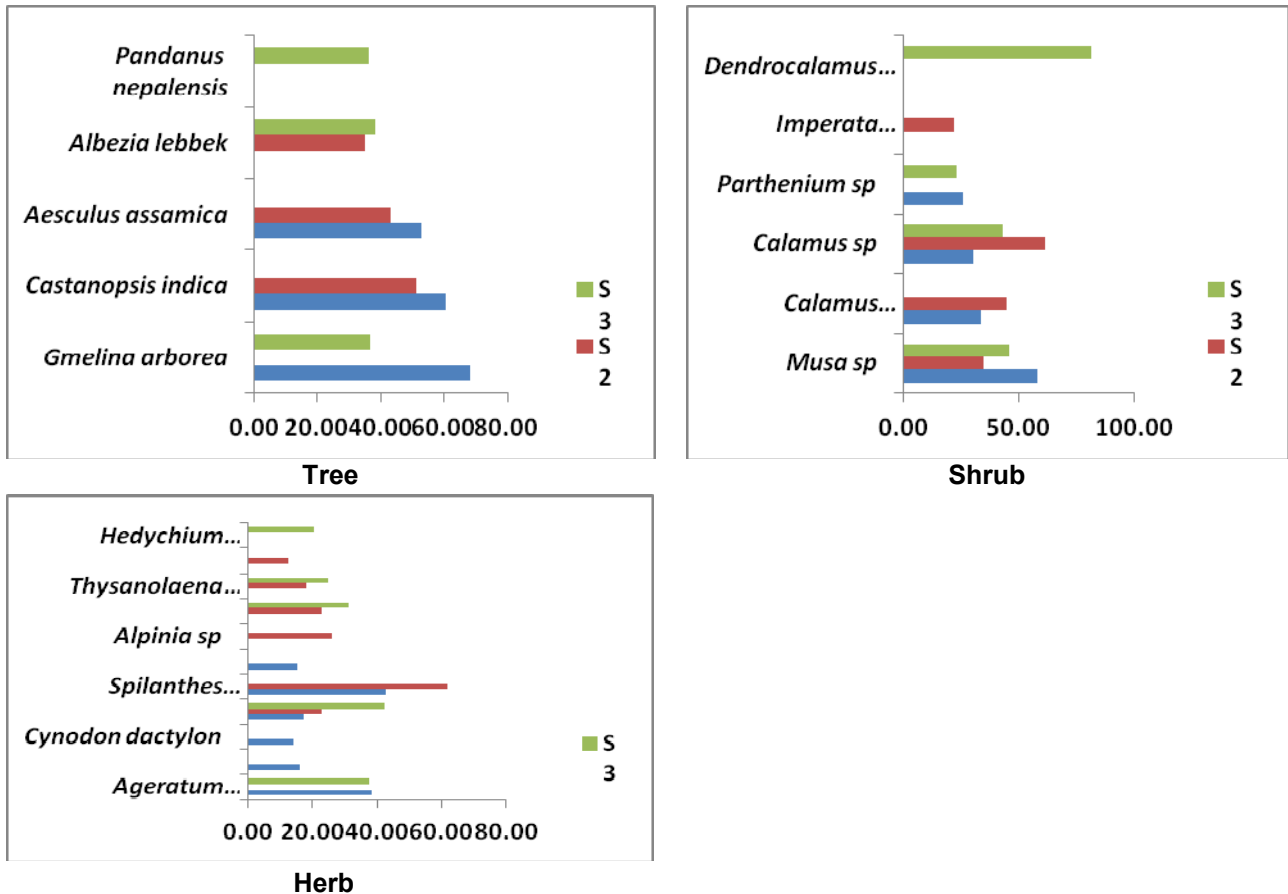 Pandanus
nepalensis
Albezia lebbek
Aesculus assamica
Castanopsis indica
Gmelina arborea
S
3
S
2
0.00 20.0040.0060.0080.00
Tree
Dendrocalamus...
Imperata...
Parthenium sp
Calamus sp
Calamus...
Musa sp
S
3
S
2
0.00 50.00 100.00
Shrub
Hedychium...
Thysanolaena...
Alpinia sp
Spilanthes...
Cynodon dactylon
Ageratum...
S
3
0.00 20.0040.0060.0080.00
Herb